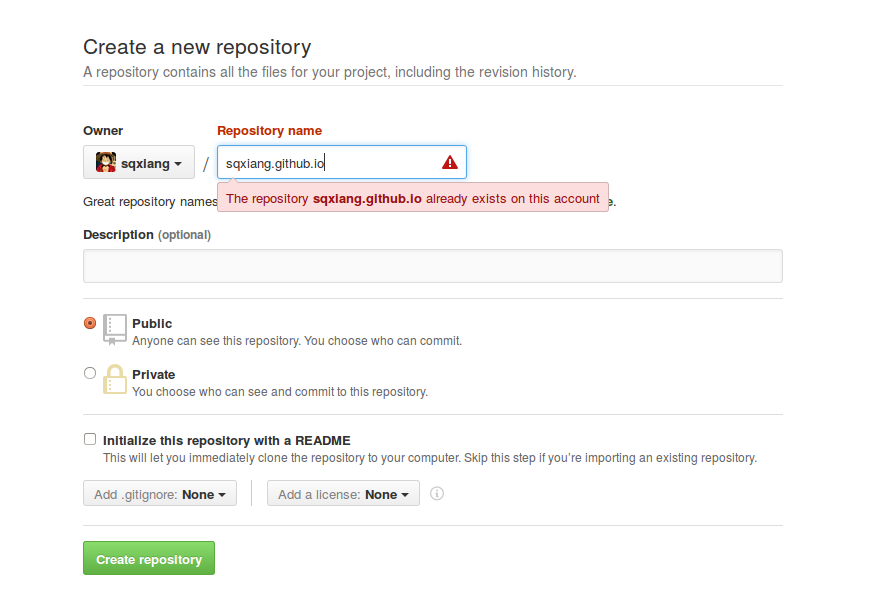 Create a new repository
A repository contains all the files for your project, including the revision history.
Owner
Repository name
sqxiang / sqxiang.github.io
The repository sqxiang.github.io already exists on this account
Great repository names e.
Description (optional)
Public
Anyone can see this repository. You choose who can commit.
Private
You choose who can see and commit to this repository.
Initialize this repository with a README
This will let you immediately clone the repository to your computer. Skip this step if you’re importing an existing repository.
Add .gitignore: None Add a license: None
Create repository